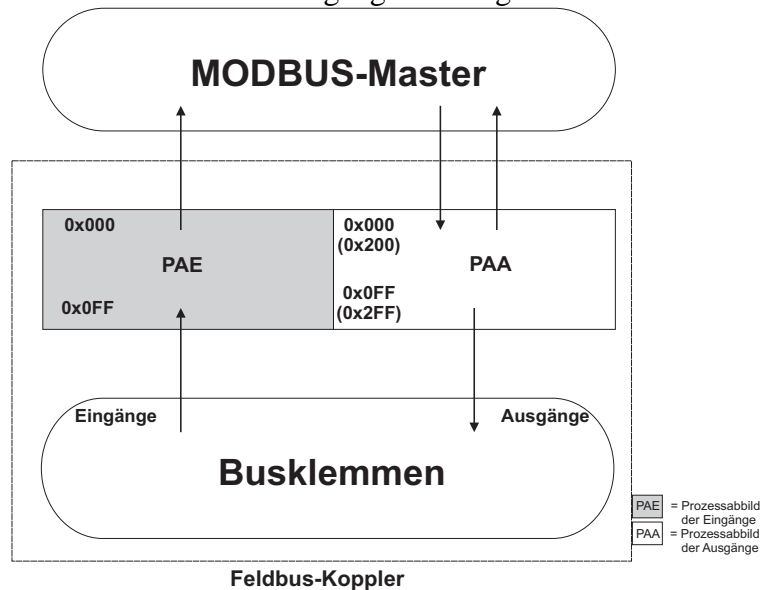 MODBUS-Master
0x000
0x000
(0x200)
PAE
PAA
0x0FF
0x0FF
(0x2FF)
Eingänge
Ausgänge
Busklemmen
PAE = Prozessabbild
der Eingänge
PAA = Prozessabbild
der Ausgänge
Feldbus-Koppler